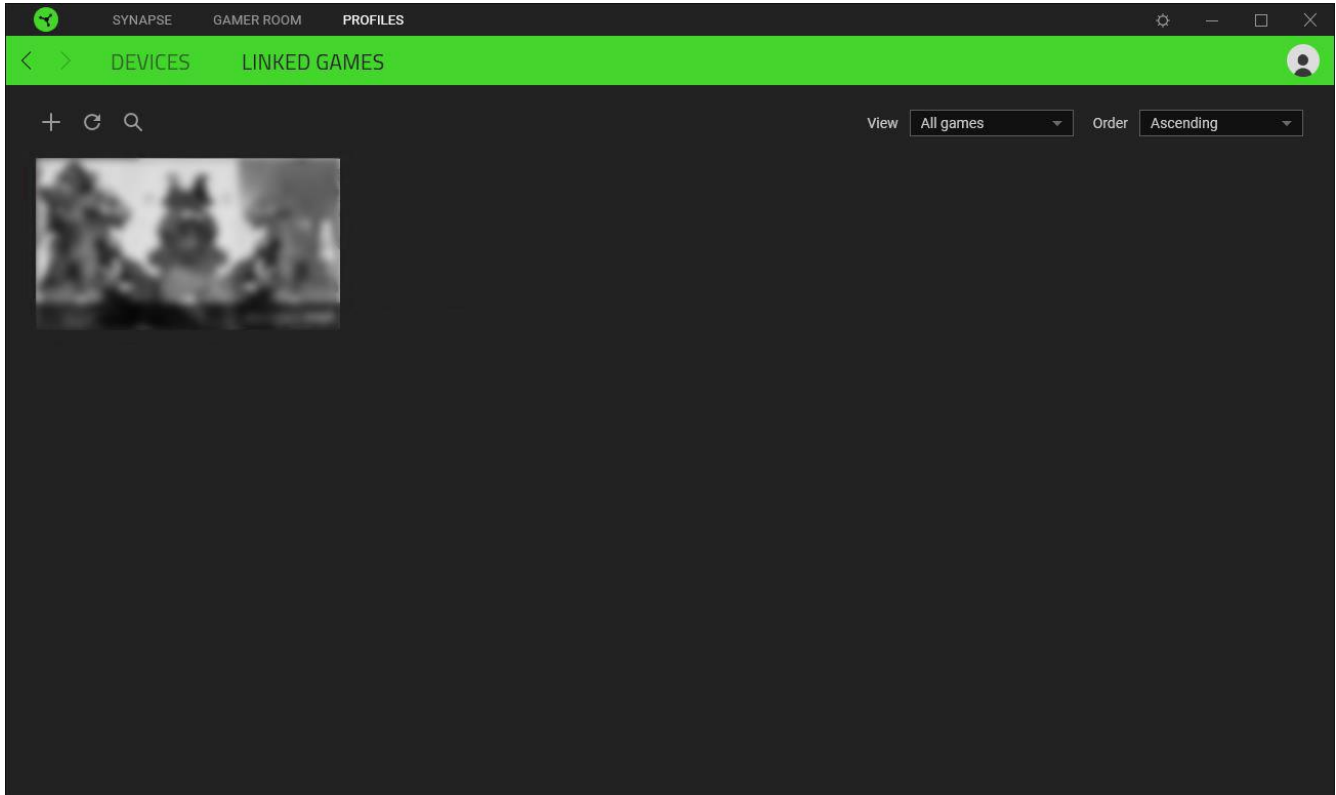 SYNAPSE GAMER ROOM PROFILES
DEVICES LINKED GAMES
View All games Order Ascending